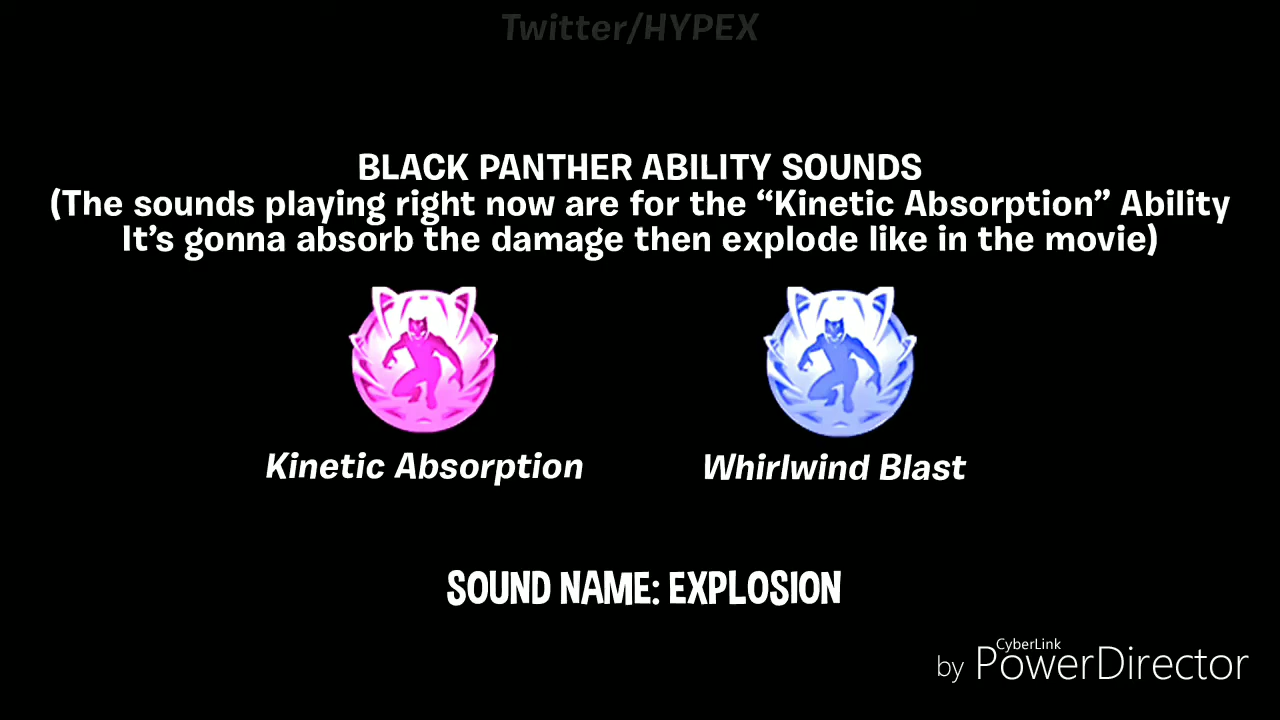 Twitter/HYPEX
BLACK PANTHER ABILITY SOUNDS
(The sounds playing right now are for the “Kinetic Absorption” Ability
It’s gonna absorb the damage then explode like in the movie)
Kinetic Absorption
Whirlwind Blast
SOUND NAME: EXPLOSION
CyberLink
by PowerDirector